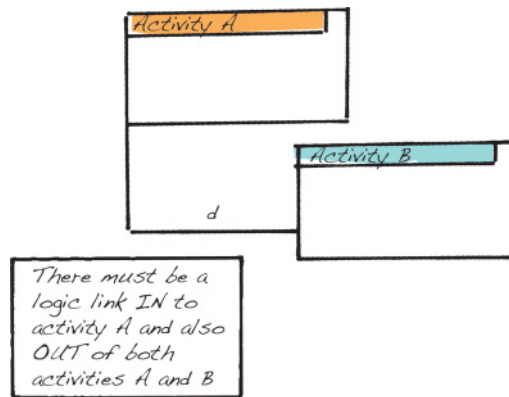 Activity A
Activity B
d
There must be a
logic link IN to
activity A and also
OUT of both
activities A and B